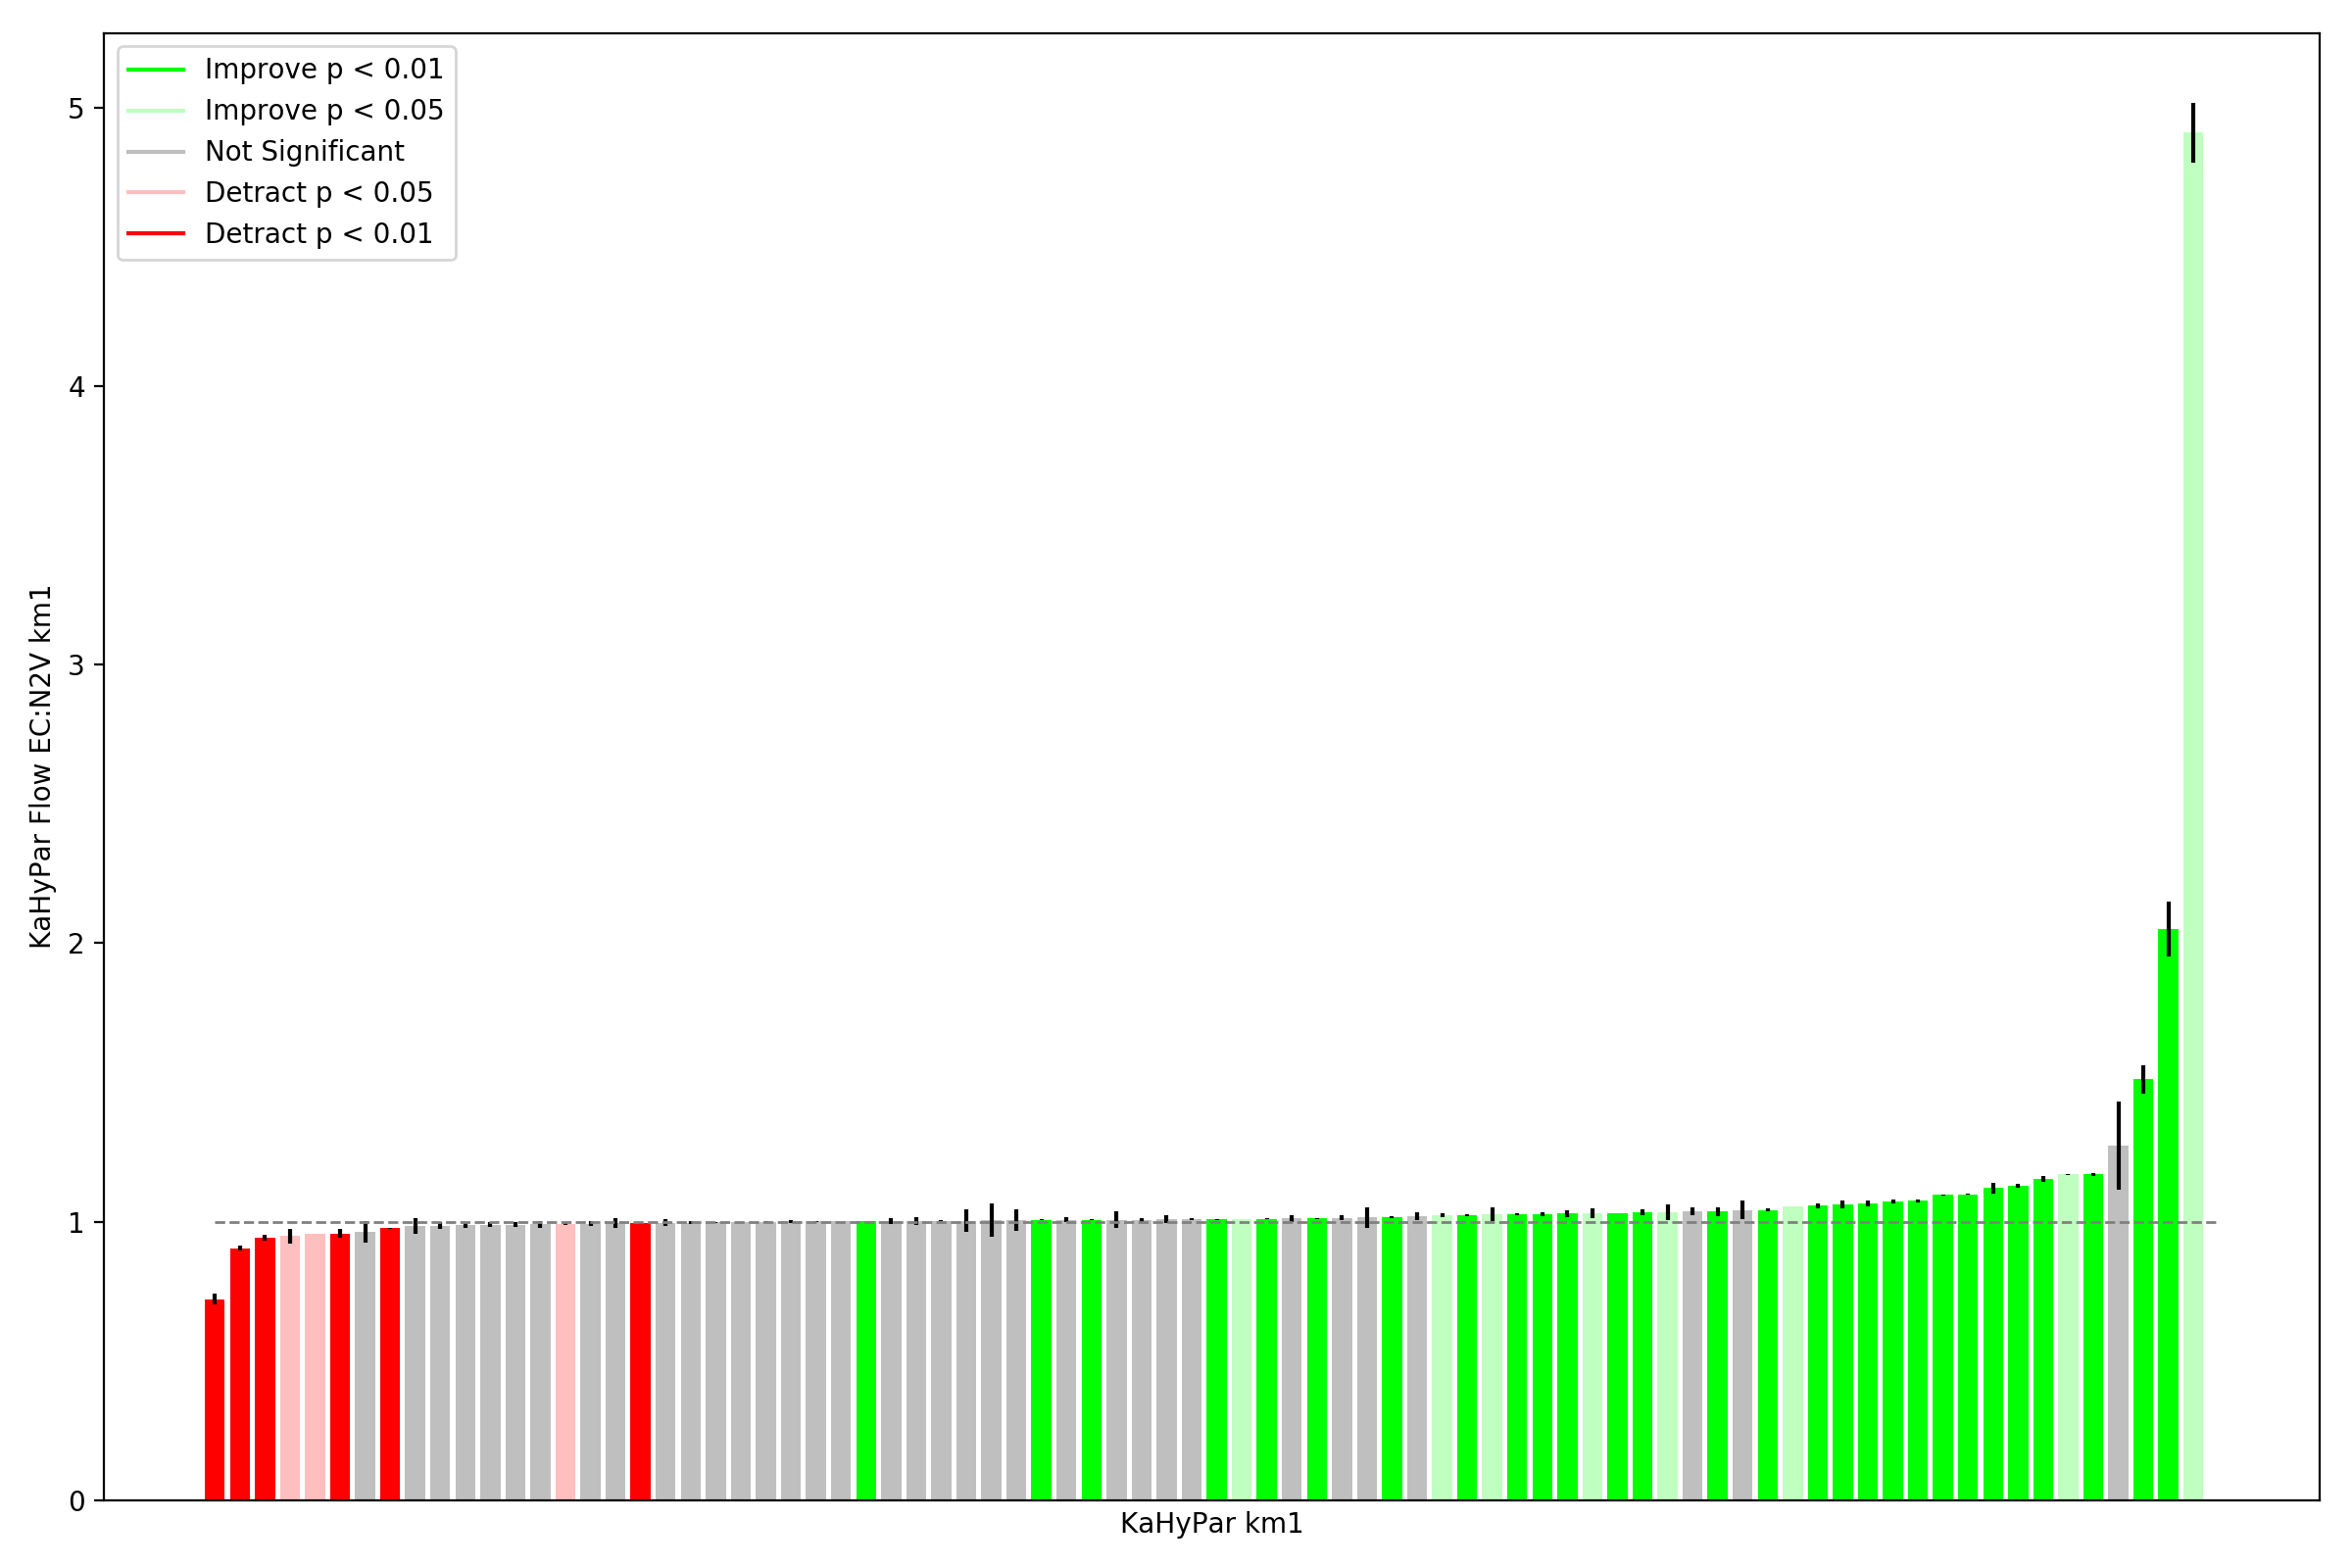 Improve p < 0.01
Improve p < 0.05
Not Significant
Detract p < 0.05
Detract p < 0.01
5
4
3
2
1
0
KaHyPar Flow EC:N2V km1
KaHyPar km1